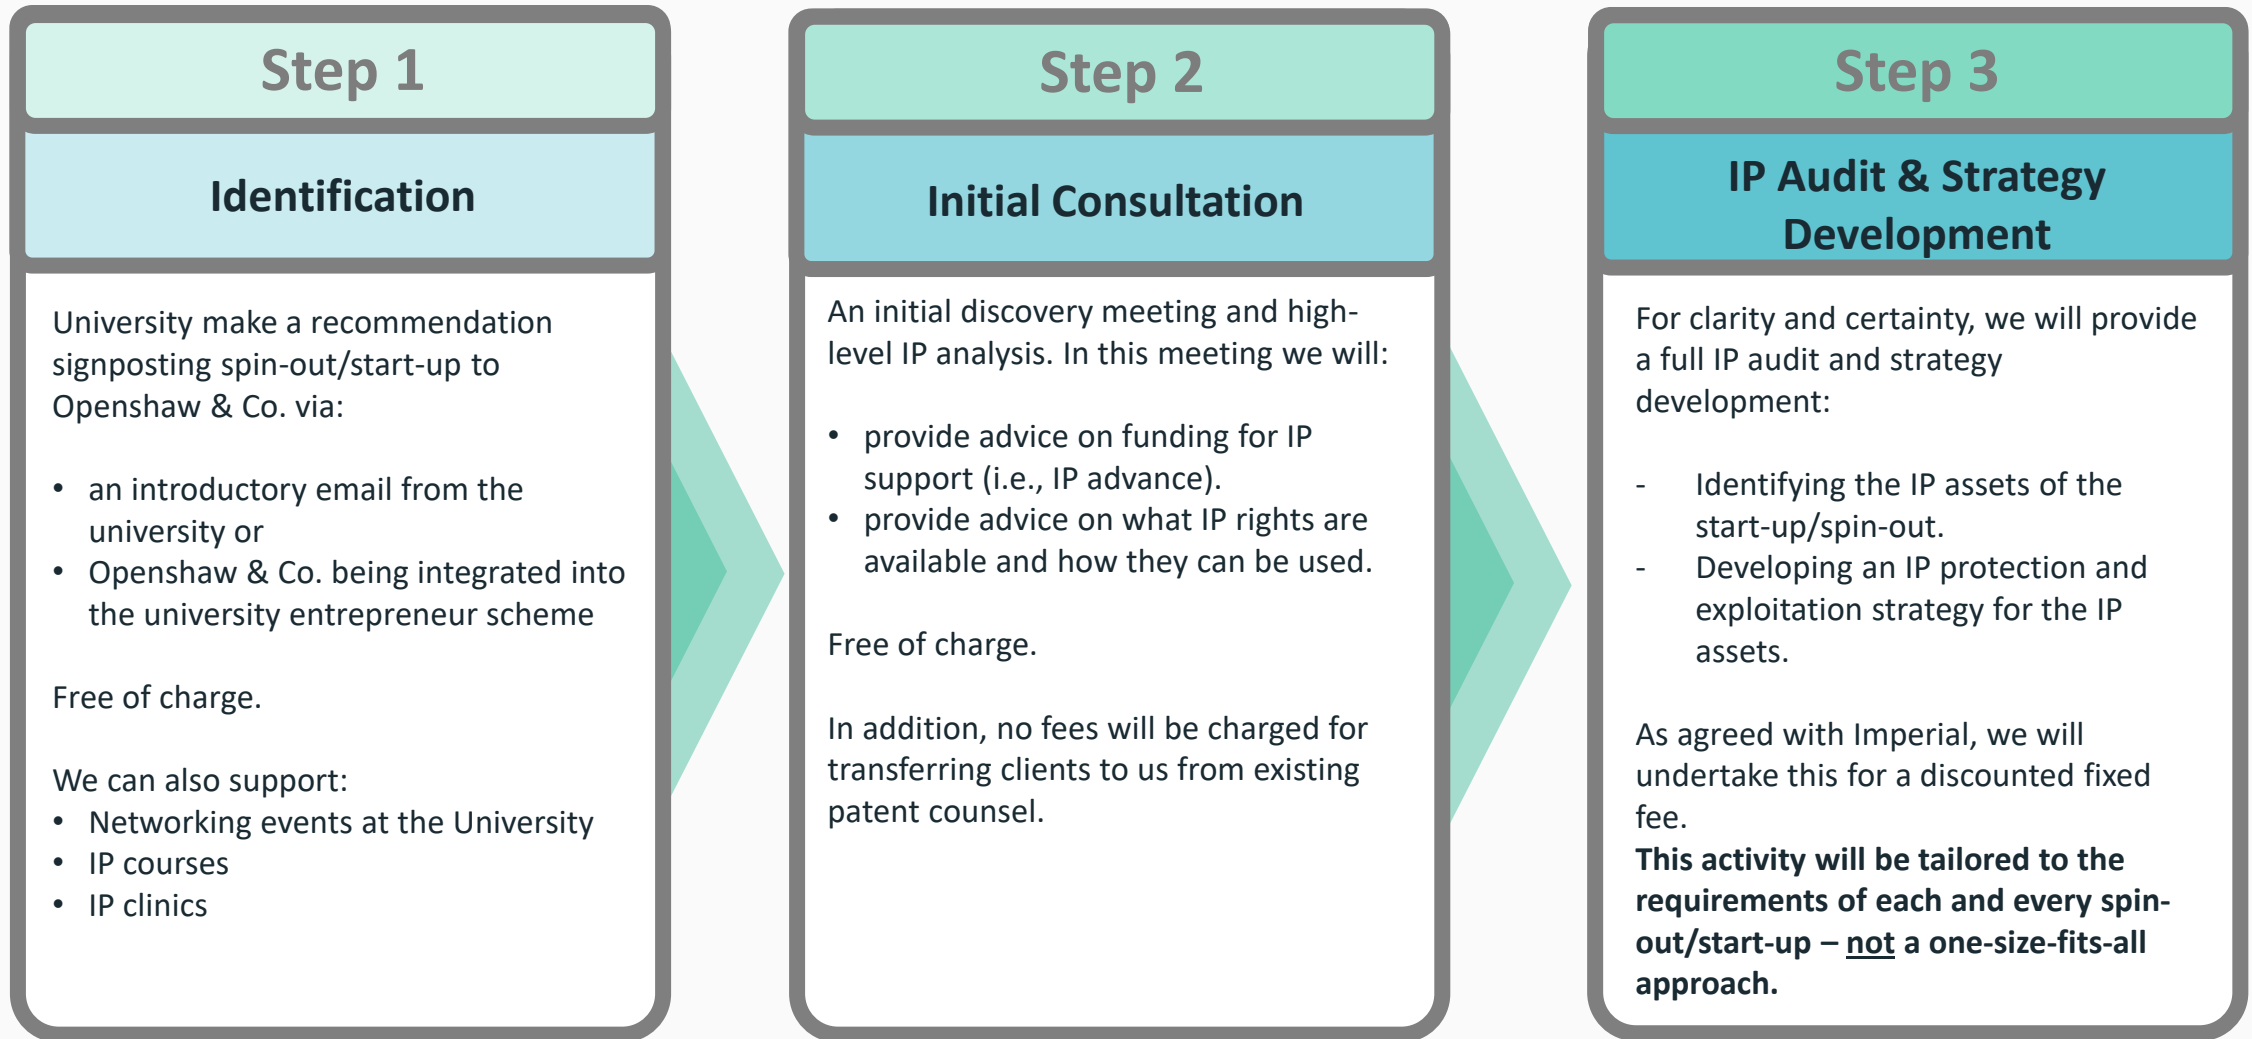 Step 1
Identification
University make a recommendation
signposting spin-out/start-up to
Openshaw & Co. via:
• an introductory email from the
university or
• Openshaw & Co. being integrated into
the university entrepreneur scheme
Free of charge.
We can also support:
• Networking events at the University
• IP courses
• IP clinics
Step 2
Initial Consultation
An initial discovery meeting and high-
level IP analysis. In this meeting we will:
• provide advice on funding for IP
support (i.e., IP advance).
• provide advice on what IP rights are
available and how they can be used.
Free of charge.
In addition, no fees will be charged for
transferring clients to us from existing
patent counsel.
Step 3
IP Audit & Strategy
Development
For clarity and certainty, we will provide
a full IP audit and strategy
development:
- Identifying the IP assets of the
start-up/spin-out.
- Developing an IP protection and
exploitation strategy for the IP
assets.
As agreed with Imperial, we will
undertake this for a discounted fixed
fee.
This activity will be tailored to the
requirements of each and every spin-
out/start-up – not a one-size-fits-all
approach.